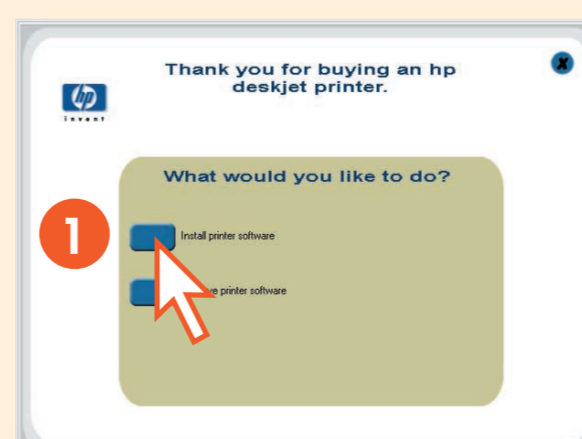 Thank you for buying an hp
deskjet printer.
X
hp
invent
What would you like to do?
1
Install printer software
printer software